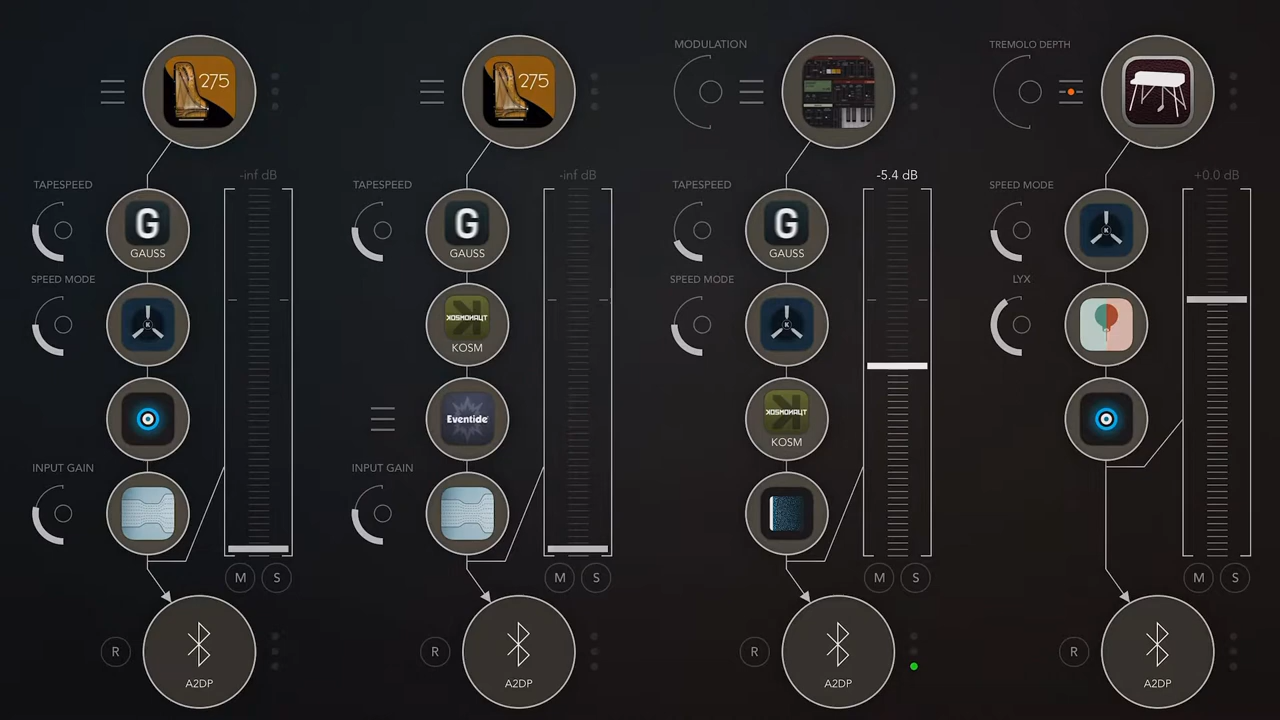 MODULATION
TREMOLO DEPTH
275
275
TAPESPEED
-inf dB
TAPESPEED
-inf dB
TAPESPEED
-5.4 dB
SPEED MODE
+0.0 dB
G
GAUSS
G
GAUSS
G
GAUSS
SPEED MODE
K
KOSMONAUT
KOSM
SPEED MODE
K
LYX
Eventide
KOSMONAUT
KOSM
INPUT GAIN
INPUT GAIN
M S
M S
M S
M S
R
A2DP
R
A2DP
R
A2DP
R
A2DP